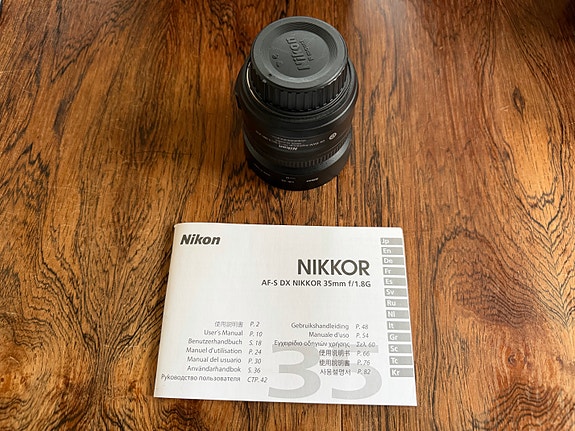 Nikon
Nikon
Nikon
NIKKOR
AF-S DX NIKKOR 35mm f/1.8G
使用説明書 P. 2
User's Manual P. 10
Benutzerhandbuch S. 18
Manuel d'utilisation P. 24
Manual del usuario P. 30
Användarhandbok S. 36
Руководство пользователя СТР. 42
Gebruikshandleiding P. 48
Manuale d'uso P. 54
Εγχειρίδιο οδηγιών χρήσης Σελ. 60
使用说明书 P. 66
使用說明書 P. 76
사용설명서 P. 82
35
Jp
En
De
Fr
Es
Sv
Ru
Nl
It
Gr
Sc
Tc
Kr